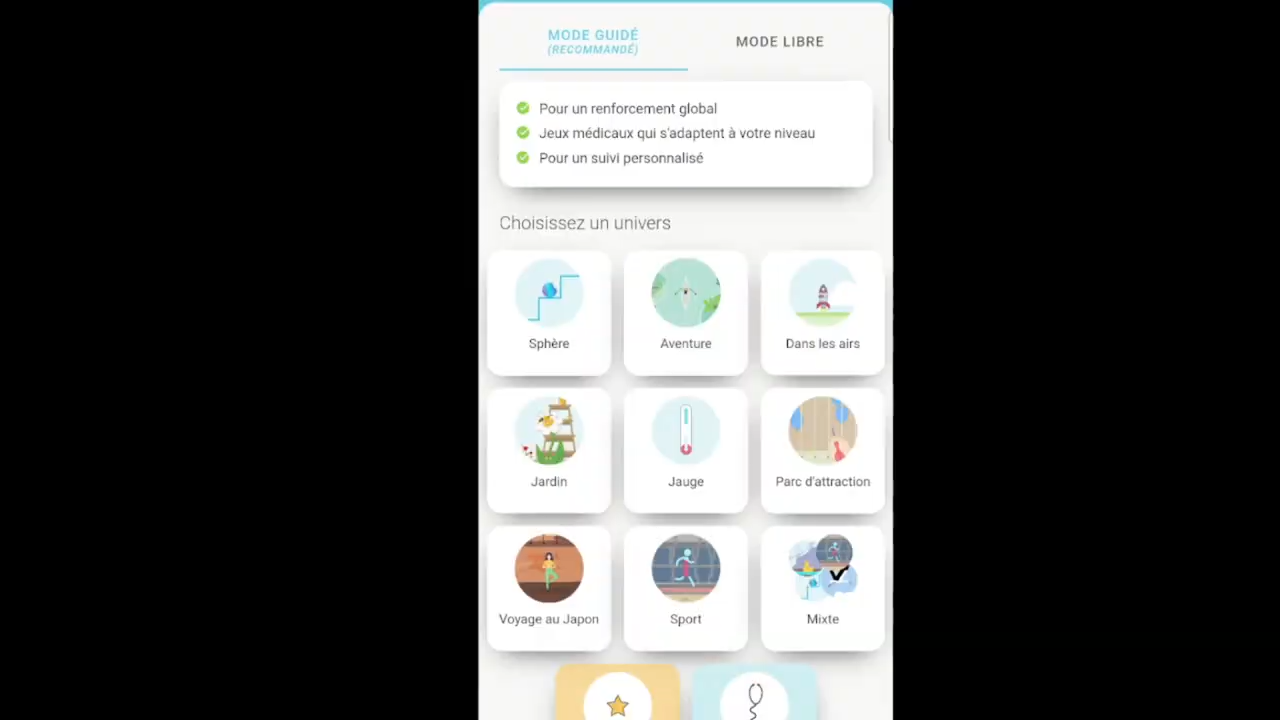 MODE GUIDÉ
(RECOMMANDÉ)
MODE LIBRE
Pour un renforcement global
Jeux médicaux qui s'adaptent à votre niveau
Pour un suivi personnalisé
Choisissez un univers
Sphère
Aventure
Dans les airs
Jardin
Jauge
Parc d'attraction
Voyage au Japon
Sport
Mixte